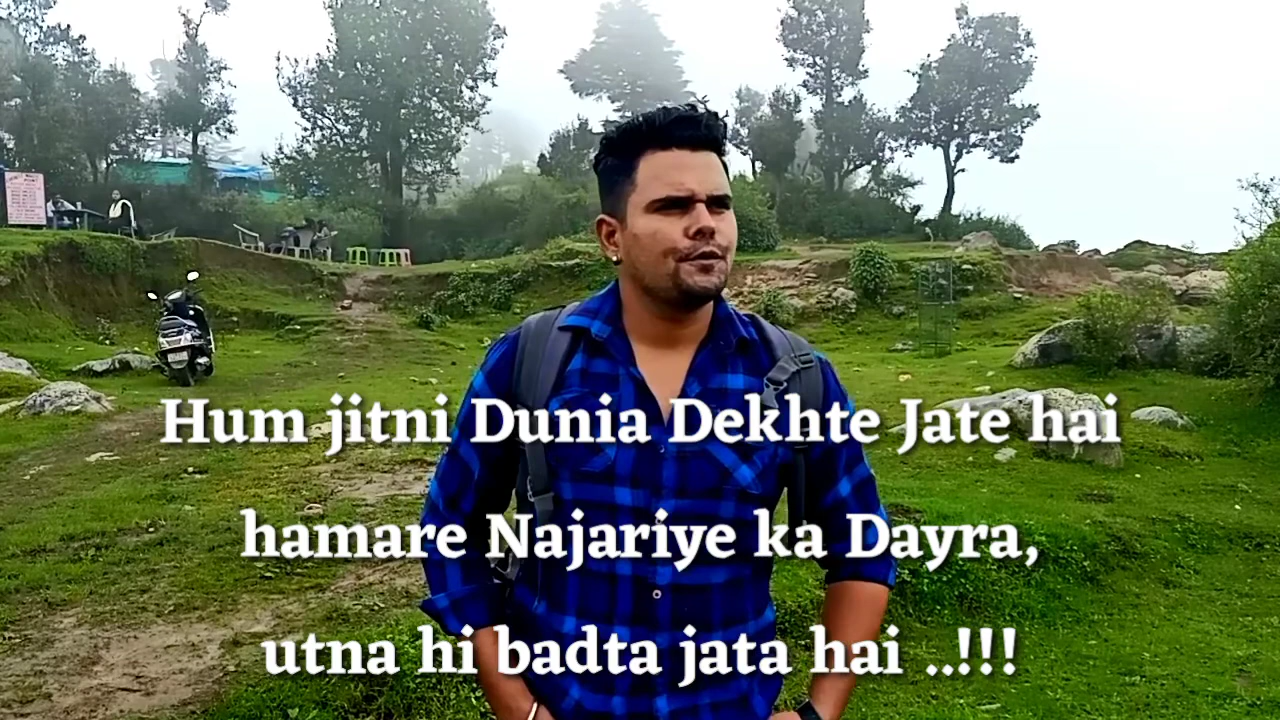 Hum jitni Dunia Dekhte Jate hai
hamare Najariye ka Dayra,
utna hi badta jata hai ..!!!